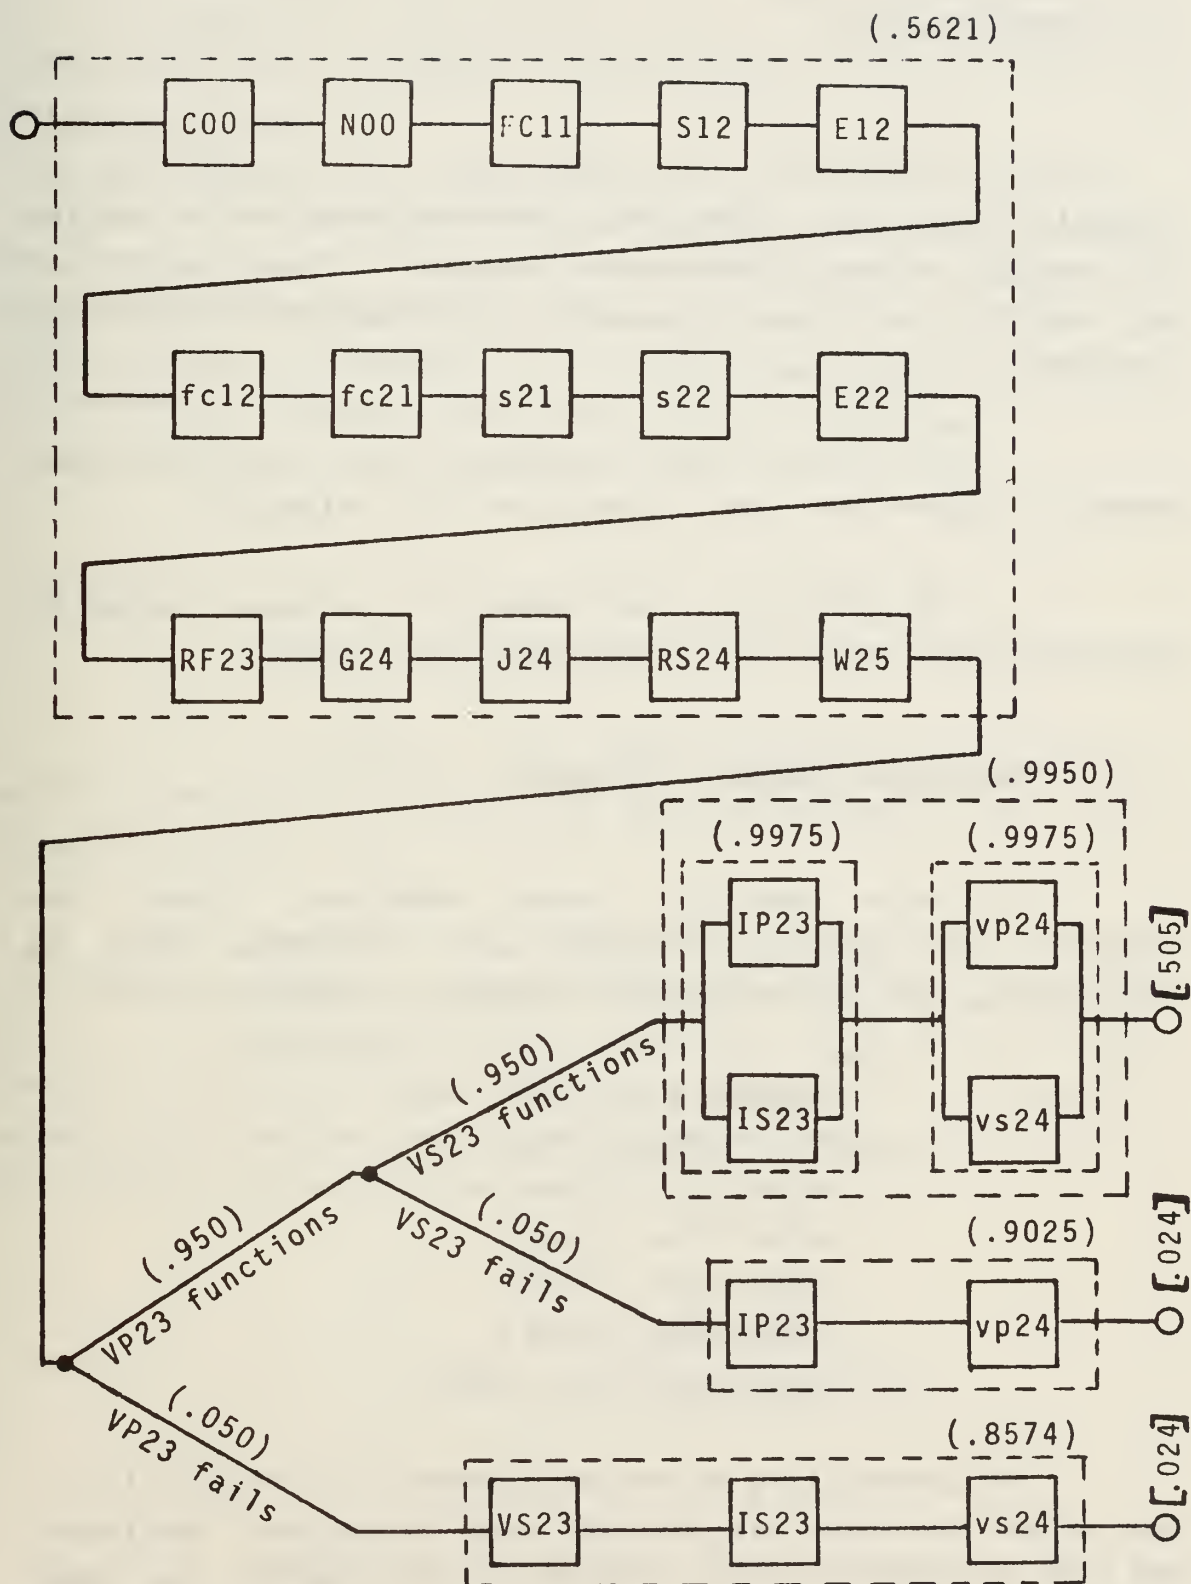 (.5621)
C00 N00 FC11 S12 E12
fc12 fc21 s21 s22 E22
RF23 G24 J24 RS24 W25
(.9950)
(.9975) (.9975)
IP23 vp24
[.505]
IS23 vs24
(.950)
VS23 functions
(.050)
VS23 fails
(.950)
VP23 functions
(.9025)
IP23 vp24
[.024]
(.050)
VP23 fails
(.8574)
VS23 IS23 vs24
[.024]